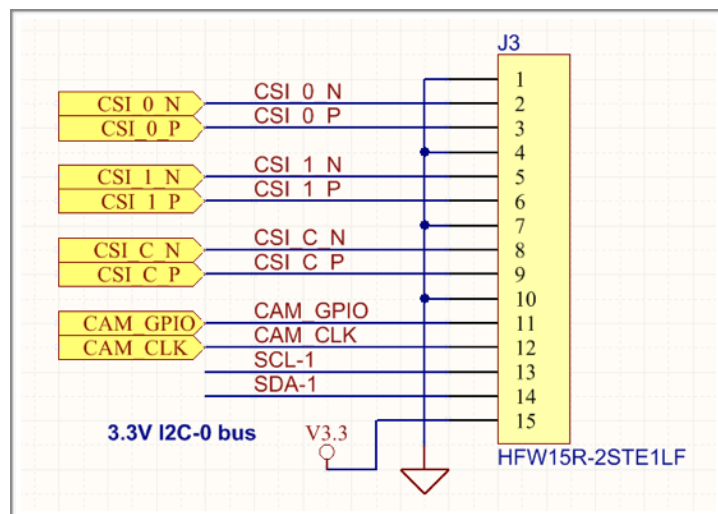 J3
1
CSI_0_N CSI_0_N 2
CSI_0_P CSI_0_P 3
4
CSI_1_N CSI_1_N 5
CSI_1_P CSI_1_P 6
7
CSI_C_N CSI_C_N 8
CSI_C_P CSI_C_P 9
10
CAM_GPIO CAM_GPIO 11
CAM_CLK CAM_CLK 12
SCL-1 13
SDA-1 14
15
3.3V I2C-0 bus V3.3
HFW15R-2STE1LF